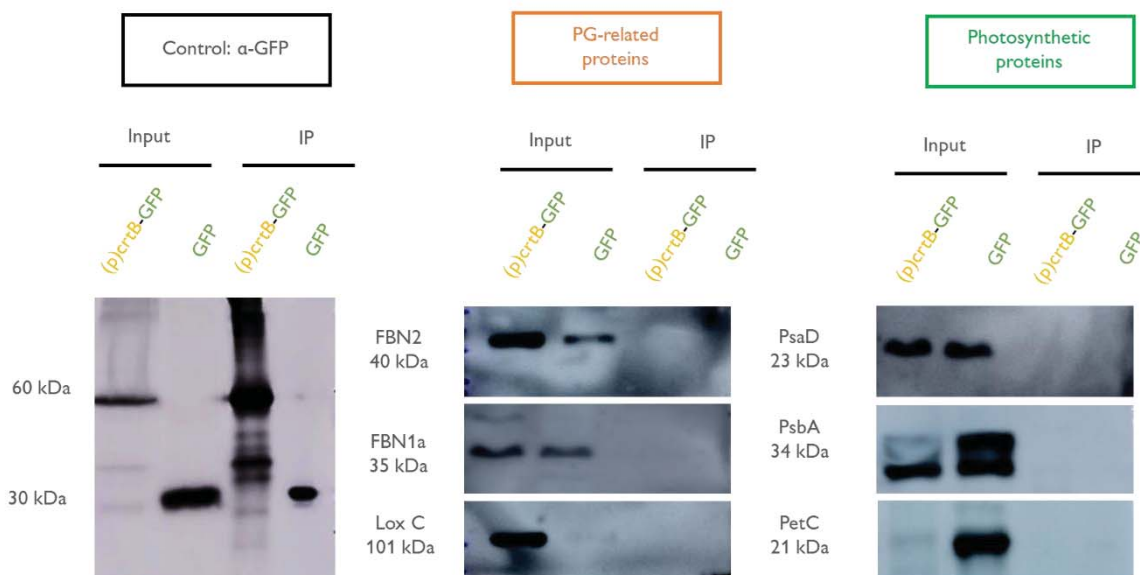 Control: α-GFP
PG-related
proteins
Photosynthetic
proteins
Input
IP
Input
IP
Input
IP
(p)crtB-GFP
GFP
(p)crtB-GFP
GFP
(p)crtB-GFP
GFP
(p)crtB-GFP
GFP
(p)crtB-GFP
GFP
(p)crtB-GFP
GFP
60 kDa
30 kDa
FBN2
40 kDa
FBN1a
35 kDa
Lox C
101 kDa
PsaD
23 kDa
PsbA
34 kDa
PetC
21 kDa